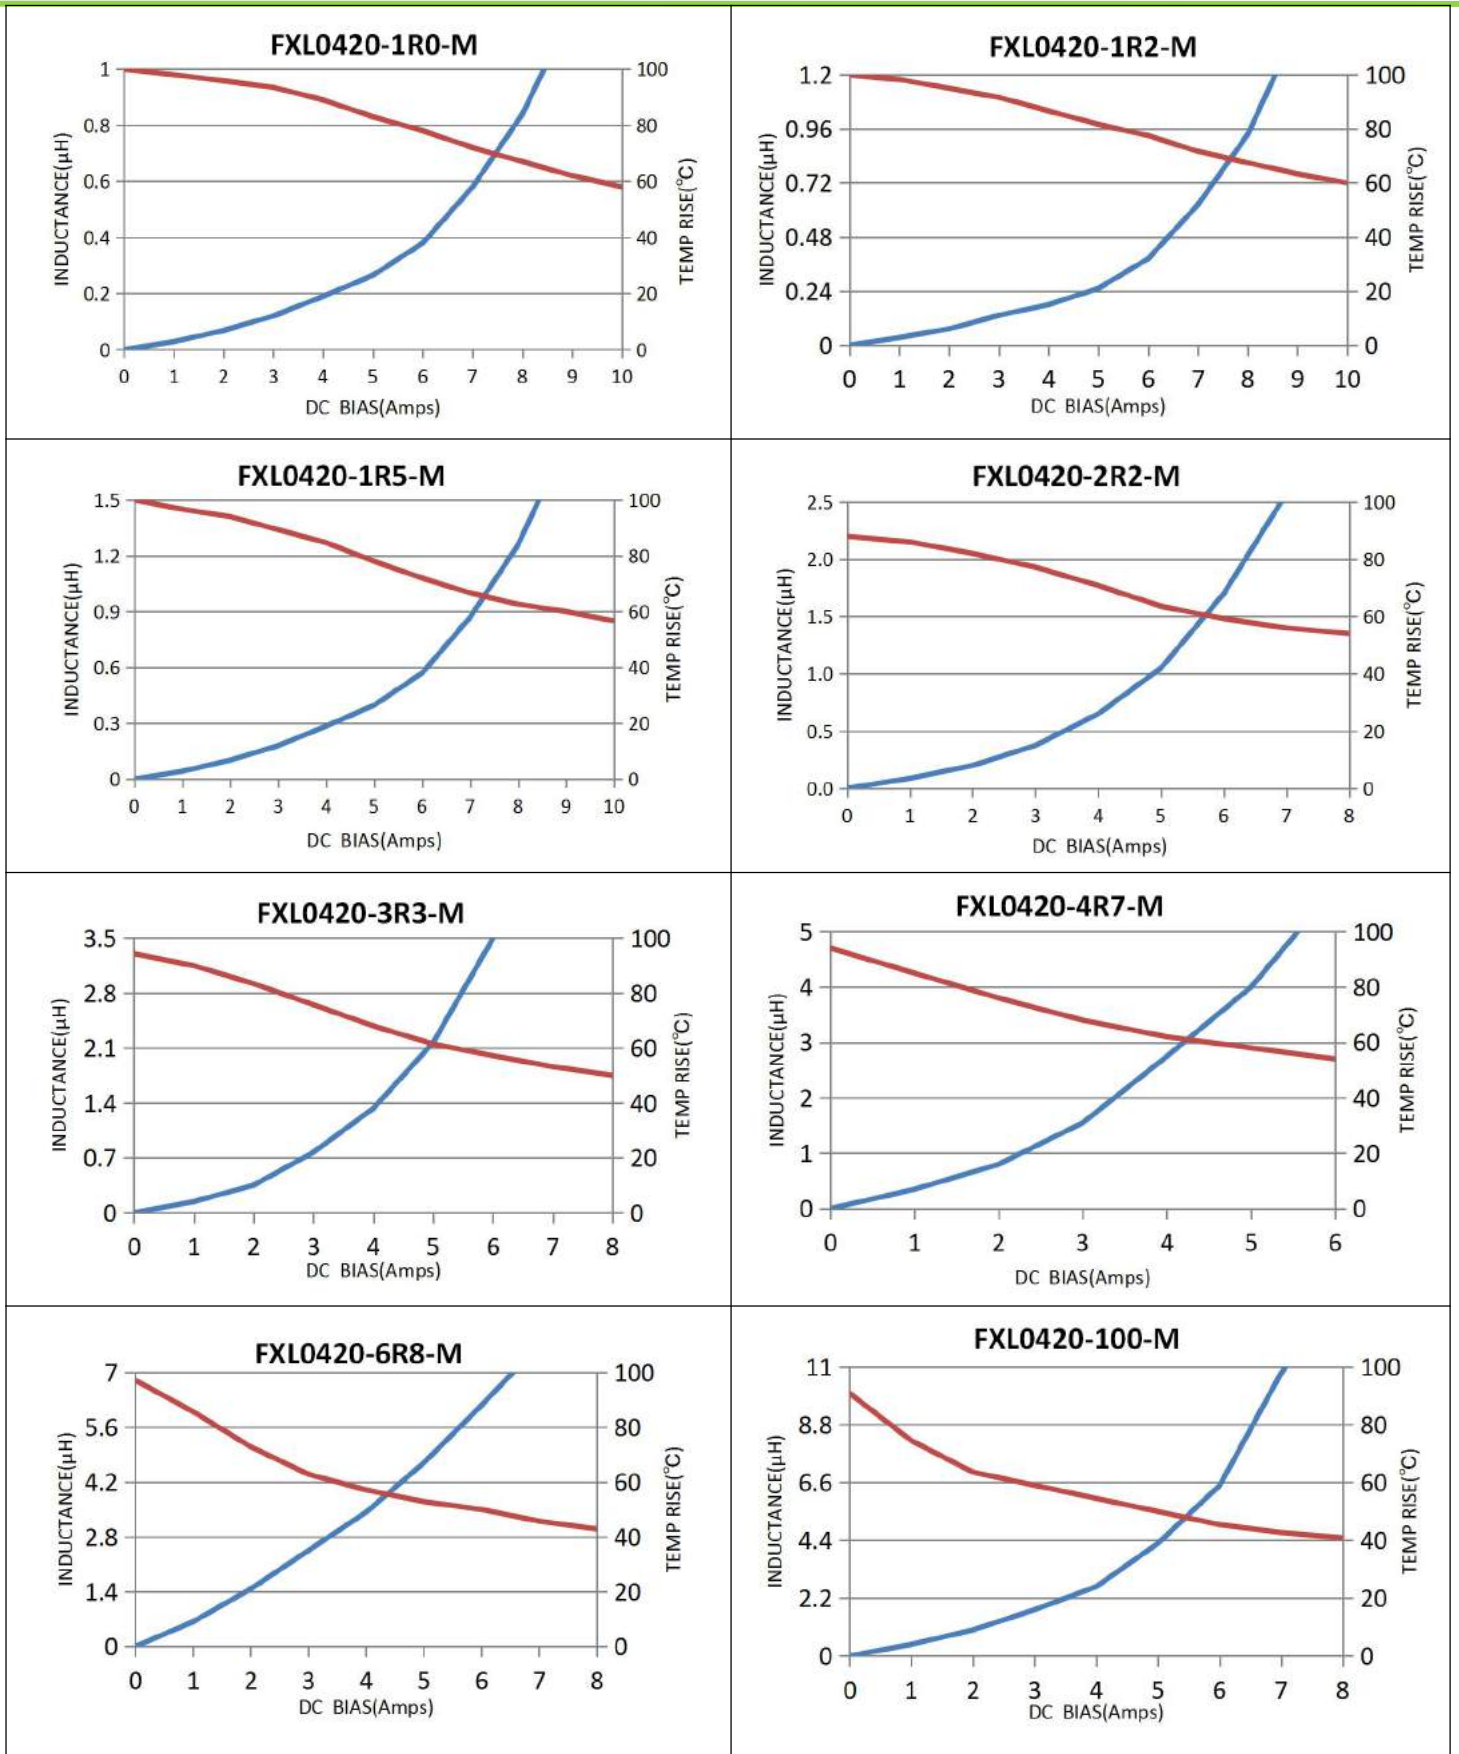 FXL0420-1R0-M
1
0.8
0.6
0.4
0.2
0
100
80
60
40
20
0
INDUCTANCE(μH)
TEMP RISE(℃)
0 1 2 3 4 5 6 7 8 9 10
DC BIAS(Amps)
FXL0420-1R2-M
1.2
0.96
0.72
0.48
0.24
0
100
80
60
40
20
0
INDUCTANCE(μH)
TEMP RISE(℃)
0 1 2 3 4 5 6 7 8 9 10
DC BIAS(Amps)
FXL0420-1R5-M
1.5
1.2
0.9
0.6
0.3
0
100
80
60
40
20
0
INDUCTANCE(μH)
TEMP RISE(℃)
0 1 2 3 4 5 6 7 8 9 10
DC BIAS(Amps)
FXL0420-2R2-M
2.5
2.0
1.5
1.0
0.5
0.0
100
80
60
40
20
0
INDUCTANCE(μH)
TEMP RISE(℃)
0 1 2 3 4 5 6 7 8
DC BIAS(Amps)
FXL0420-3R3-M
3.5
2.8
2.1
1.4
0.7
0
100
80
60
40
20
0
INDUCTANCE(μH)
TEMP RISE(℃)
0 1 2 3 4 5 6 7 8
DC BIAS(Amps)
FXL0420-4R7-M
5
4
3
2
1
0
100
80
60
40
20
0
INDUCTANCE(μH)
TEMP RISE(℃)
0 1 2 3 4 5 6
DC BIAS(Amps)
FXL0420-6R8-M
7
5.6
4.2
2.8
1.4
0
100
80
60
40
20
0
INDUCTANCE(μH)
TEMP RISE(℃)
0 1 2 3 4 5 6 7 8
DC BIAS(Amps)
FXL0420-100-M
11
8.8
6.6
4.4
2.2
0
100
80
60
40
20
0
INDUCTANCE(μH)
TEMP RISE(℃)
0 1 2 3 4 5 6 7 8
DC BIAS(Amps)